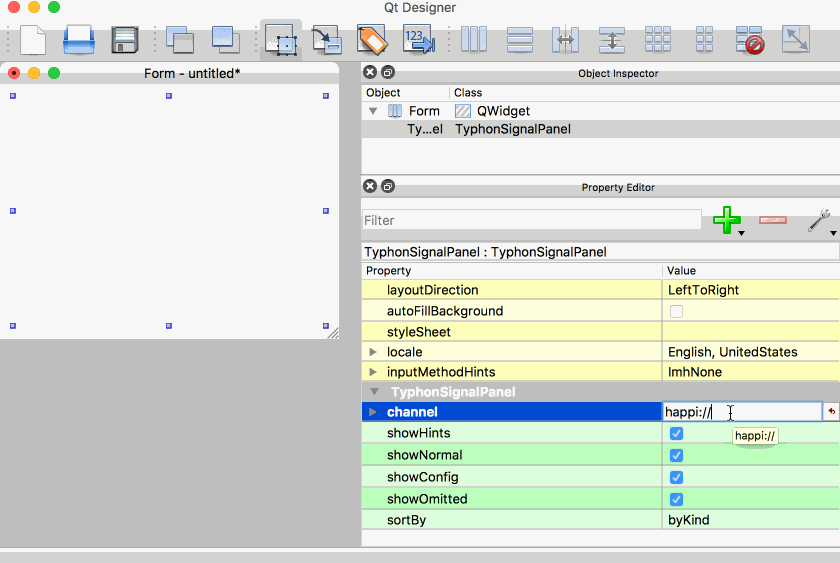 Qt Designer
123
Form - untitled*
Object Inspector
Object Class
Form QWidget
Ty...el TyphonSignalPanel
Property Editor
Filter
TyphonSignalPanel : TyphonSignalPanel
Property Value
layoutDirection LeftToRight
autoFillBackground
styleSheet
locale English, UnitedStates
inputMethodHints ImhNone
TyphonSignalPanel
channel happi://
showHints happi://
showNormal
showConfig
showOmitted
sortBy byKind